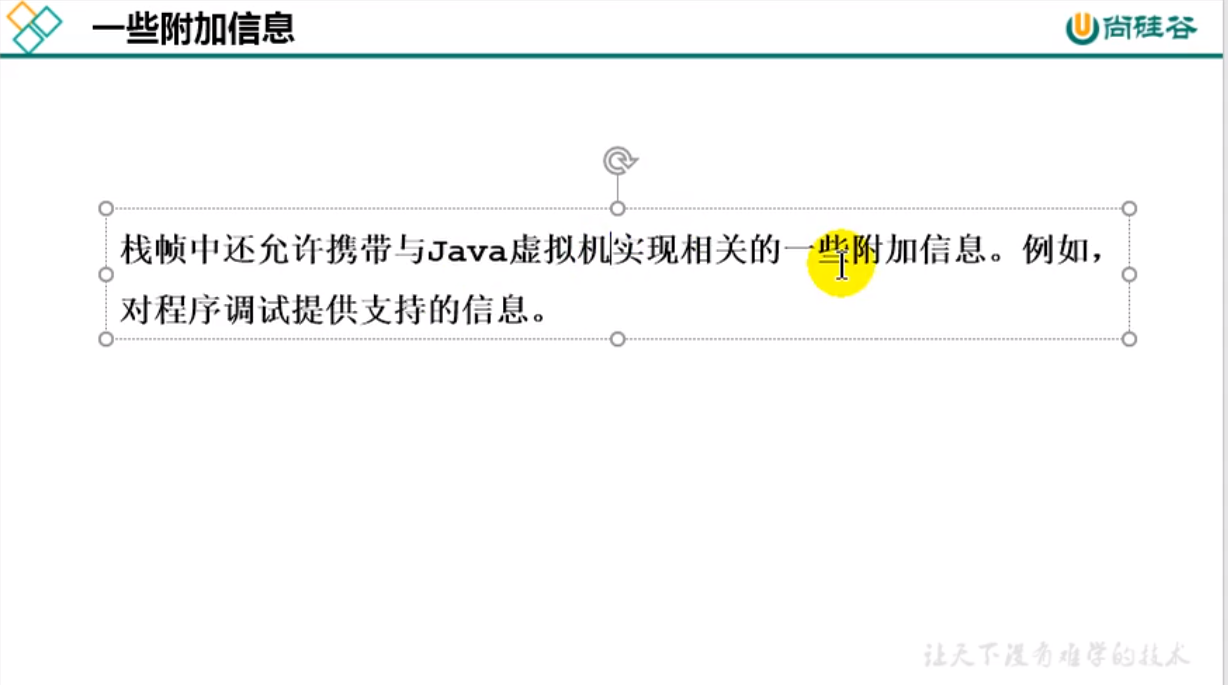 一些附加信息
尚硅谷
栈帧中还允许携带与Java虚拟机实现相关的一些附加信息。例如，
对程序调试提供支持的信息。
让天下没有难学的技术